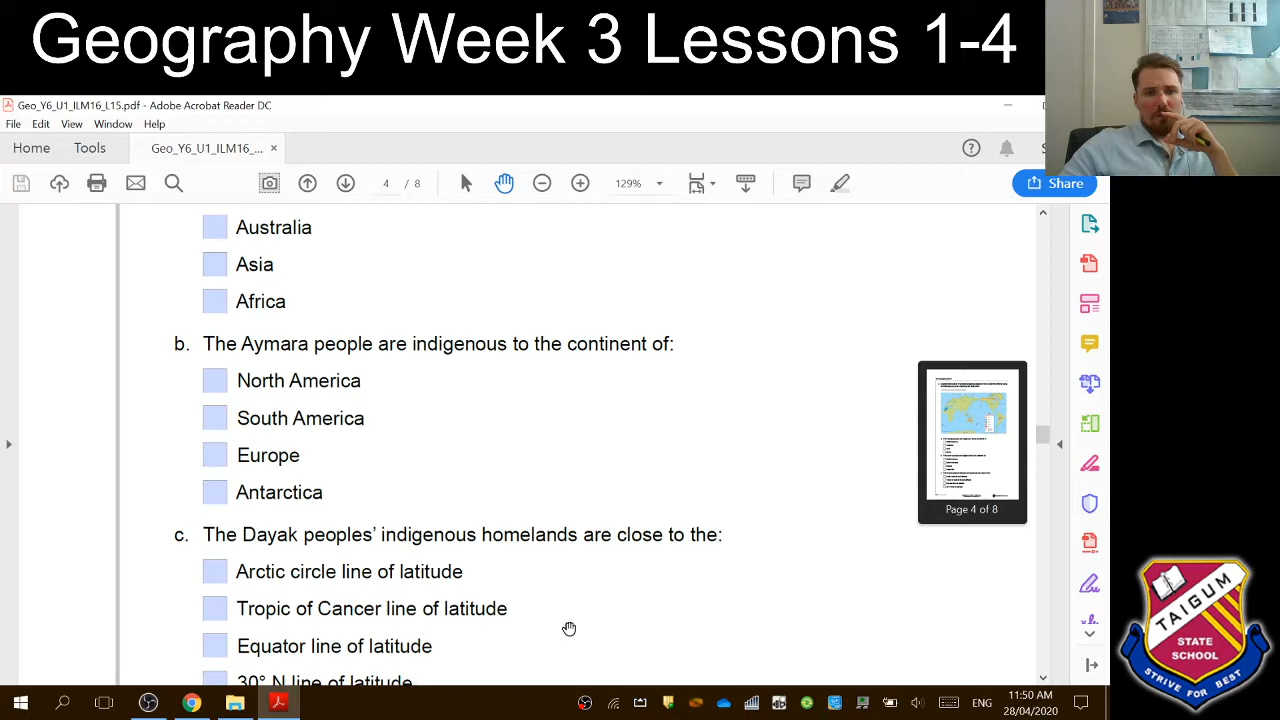 Geography Week 3 Lessons 1-4
Geo_Y6_U1_ILM16_L15.pdf - Adobe Acrobat Reader DC
File Edit View Window Help
Home Tools Geo_Y6_U1_ILM16_... ×
4 / 8 129% Share
Australia
Asia
Africa
b. The Aymara people are indigenous to the continent of:
North America
South America
Europe
Antarctica
Page 4 of 8
c. The Dayak peoples' indigenous homelands are close to the:
Arctic circle line of latitude
Tropic of Cancer line of latitude
Equator line of latitude
30° N line of latitude
TAIGUM
STATE
SCHOOL
STRIVE FOR BEST
ENG
11:50 AM
28/04/2020